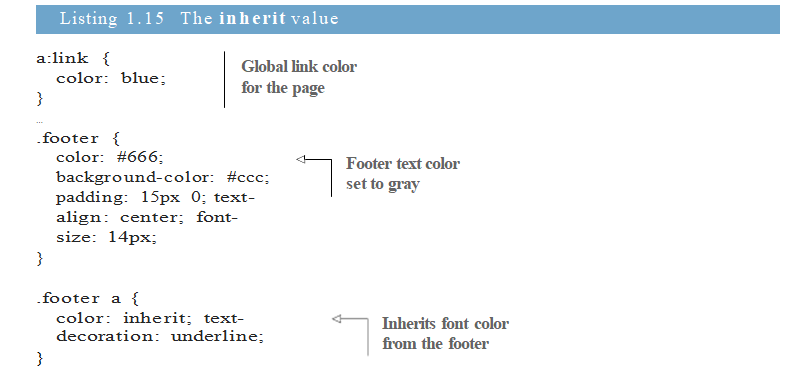 Listing 1.15 The inherit value
a:link {
color: blue;
}
Global link color
for the page
...
.footer {
color: #666;
background-color: #ccc;
padding: 15px 0; text-
align: center; font-
size: 14px;
}
Footer text color
set to gray
.footer a {
color: inherit; text-
decoration: underline;
}
Inherits font color
from the footer